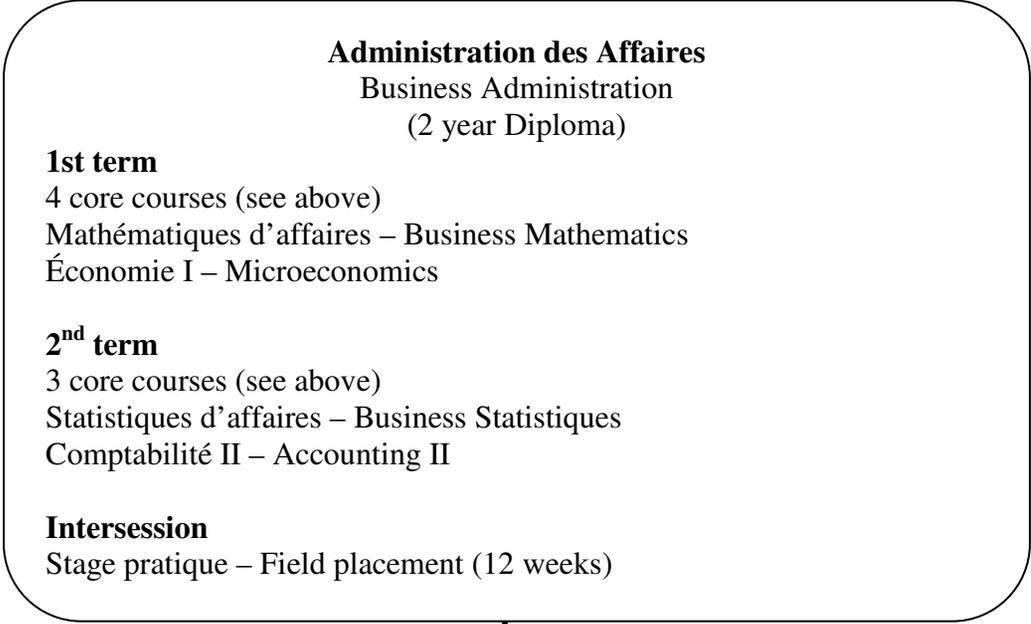 Administration des Affaires
Business Administration
(2 year Diploma)
1st term
4 core courses (see above)
Mathématiques d’affaires – Business Mathematics
Économie I – Microeconomics
2nd term
3 core courses (see above)
Statistiques d’affaires – Business Statistiques
Comptabilité II – Accounting II
Intersession
Stage pratique – Field placement (12 weeks)